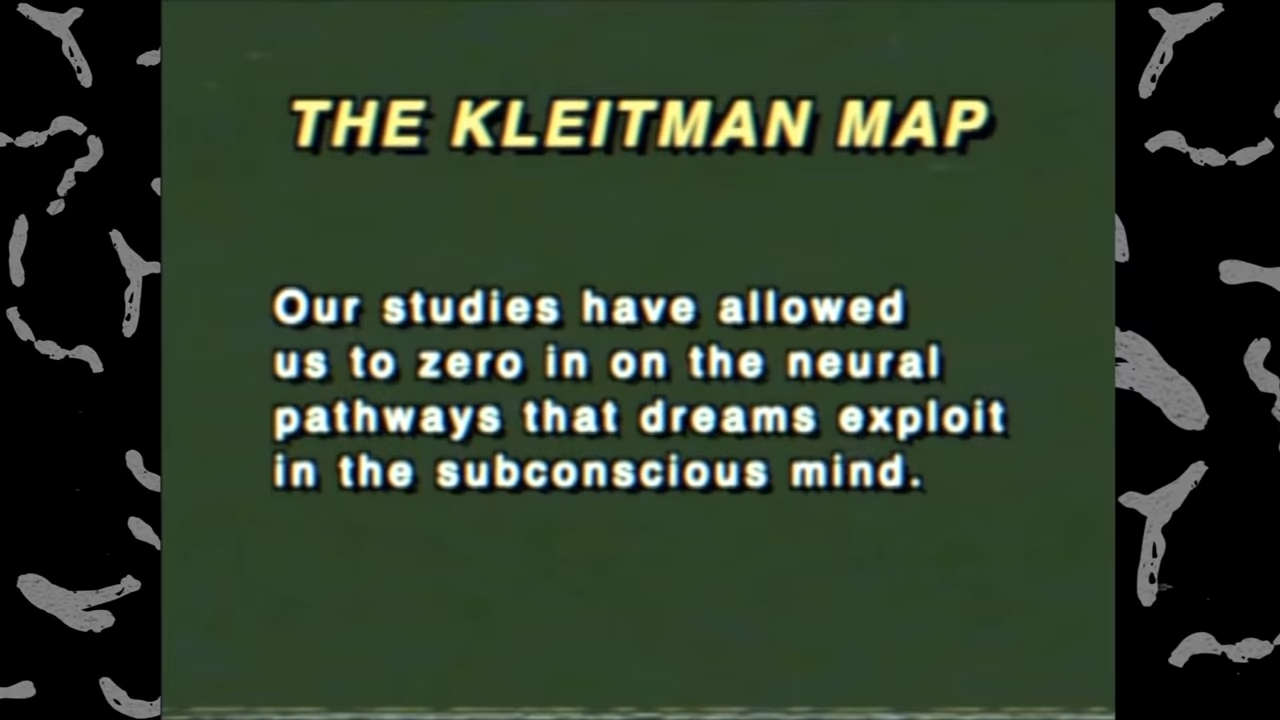 THE KLEITMAN MAP
Our studies have allowed
us to zero in on the neural
pathways that dreams exploit
in the subconscious mind.